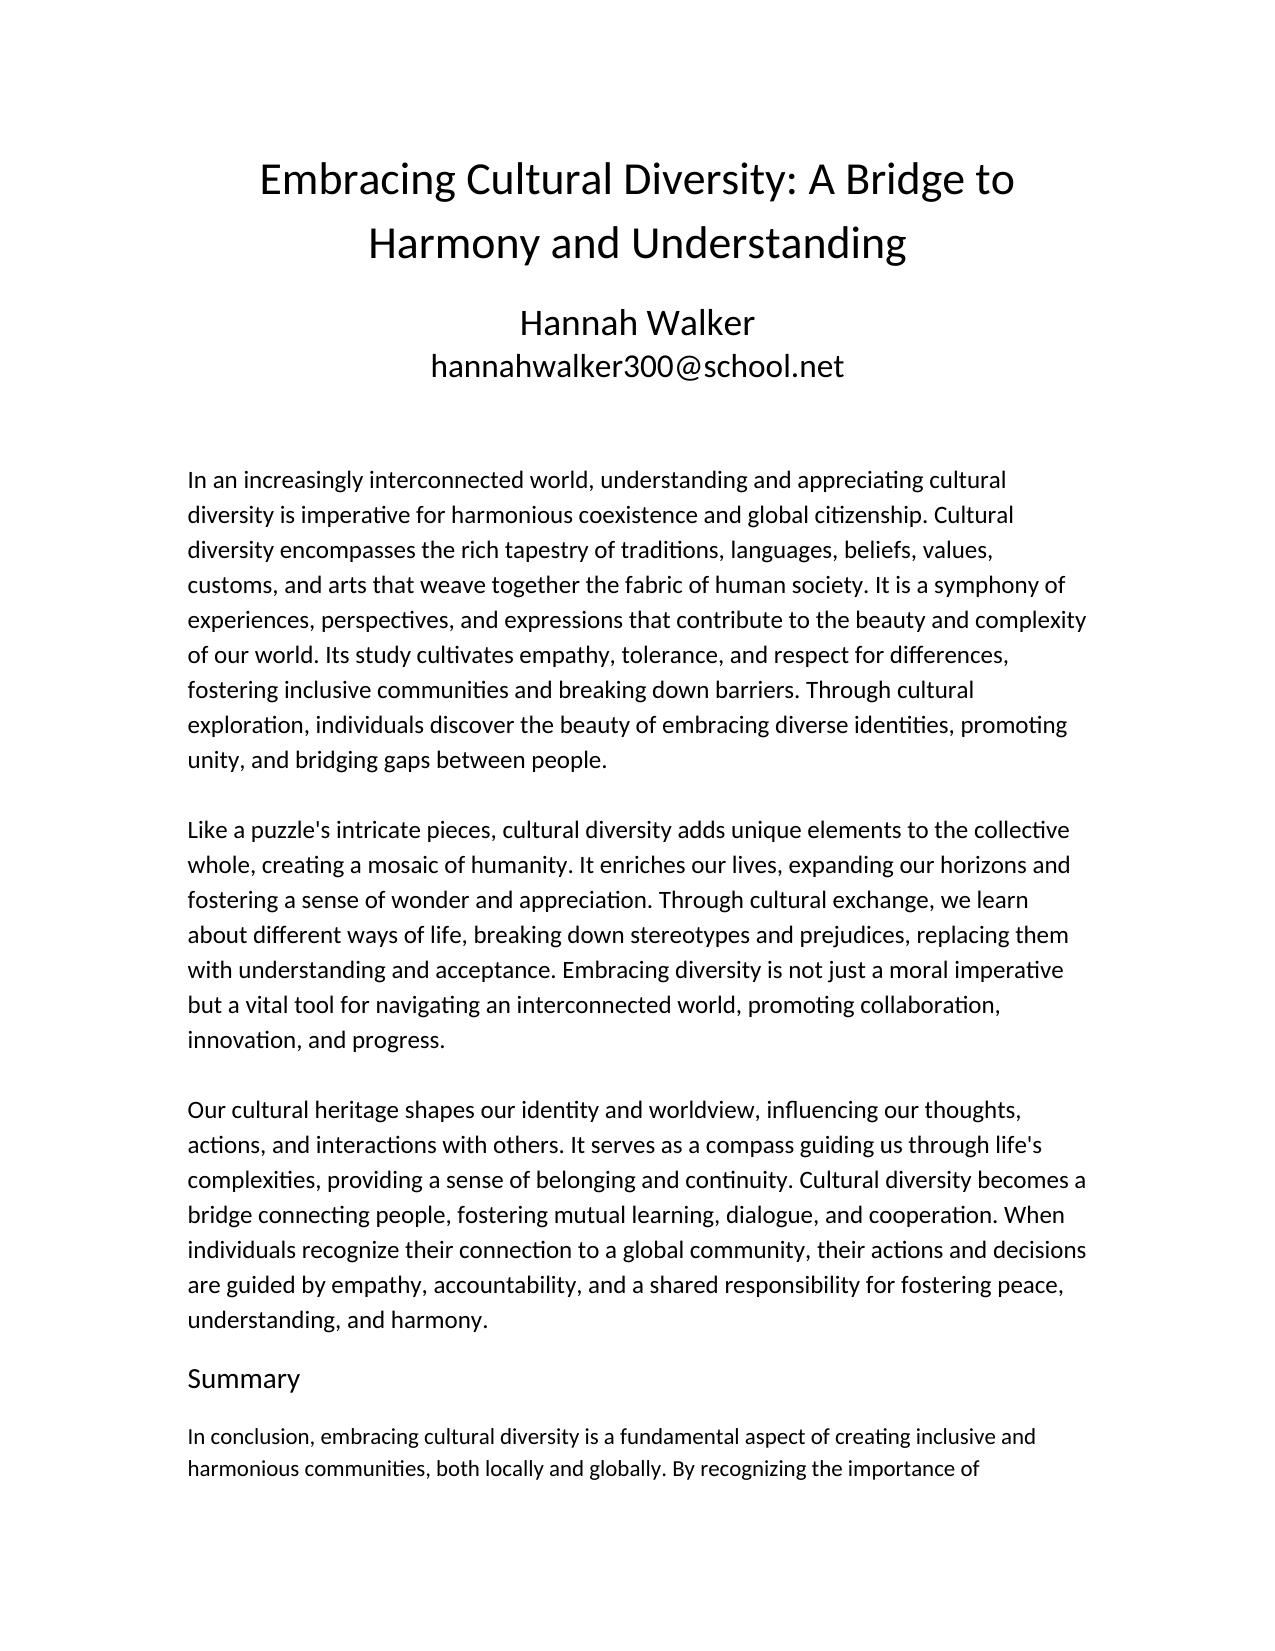 Embracing Cultural Diversity: A Bridge to
Harmony and Understanding
Hannah Walker
hannahwalker300@school.net
In an increasingly interconnected world, understanding and appreciating cultural
diversity is imperative for harmonious coexistence and global citizenship. Cultural
diversity encompasses the rich tapestry of traditions, languages, beliefs, values,
customs, and arts that weave together the fabric of human society. It is a symphony of
experiences, perspectives, and expressions that contribute to the beauty and complexity
of our world. Its study cultivates empathy, tolerance, and respect for differences,
fostering inclusive communities and breaking down barriers. Through cultural
exploration, individuals discover the beauty of embracing diverse identities, promoting
unity, and bridging gaps between people.
Like a puzzle's intricate pieces, cultural diversity adds unique elements to the collective
whole, creating a mosaic of humanity. It enriches our lives, expanding our horizons and
fostering a sense of wonder and appreciation. Through cultural exchange, we learn
about different ways of life, breaking down stereotypes and prejudices, replacing them
with understanding and acceptance. Embracing diversity is not just a moral imperative
but a vital tool for navigating an interconnected world, promoting collaboration,
innovation, and progress.
Our cultural heritage shapes our identity and worldview, influencing our thoughts,
actions, and interactions with others. It serves as a compass guiding us through life's
complexities, providing a sense of belonging and continuity. Cultural diversity becomes a
bridge connecting people, fostering mutual learning, dialogue, and cooperation. When
individuals recognize their connection to a global community, their actions and decisions
are guided by empathy, accountability, and a shared responsibility for fostering peace,
understanding, and harmony.
Summary
In conclusion, embracing cultural diversity is a fundamental aspect of creating inclusive and
harmonious communities, both locally and globally. By recognizing the importance of